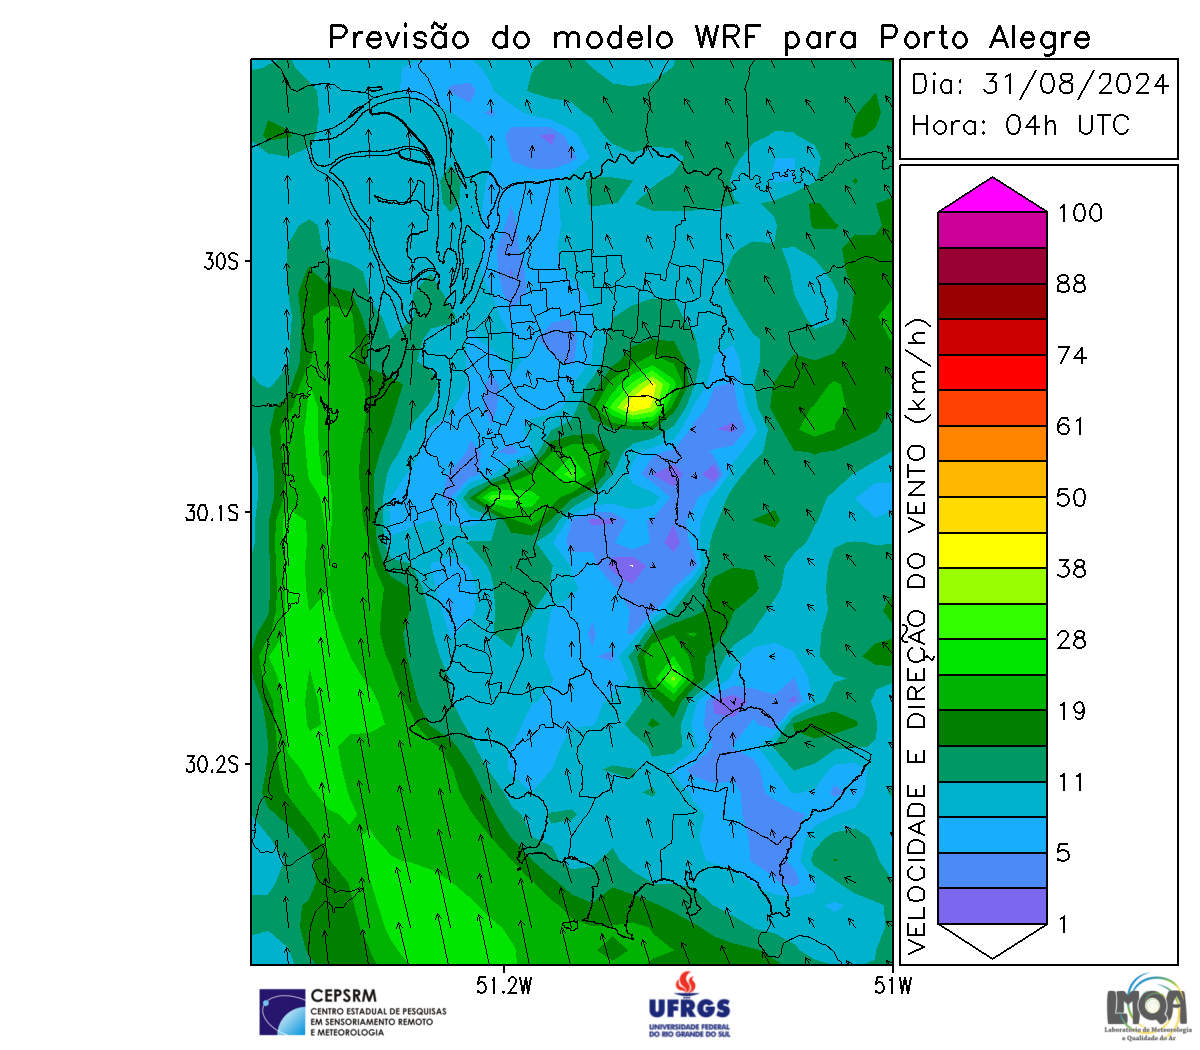 Previsão do modelo WRF para Porto Alegre
Dia: 31/08/2024
Hora: 04h UTC
30S
30.1S
30.2S
51.2W
51W
VELOCIDADE E DIREÇÃO DO VENTO (km/h)
100
88
74
61
50
38
28
19
11
5
1
CEPSRM
CENTRO ESTADUAL DE PESQUISAS
EM SENSORIAMENTO REMOTO
E METEOROLOGIA
UFRGS
UNIVERSIDADE FEDERAL
DO RIO GRANDE DO SUL
LMQA
Laboratório de Meteorologia
e Qualidade do Ar